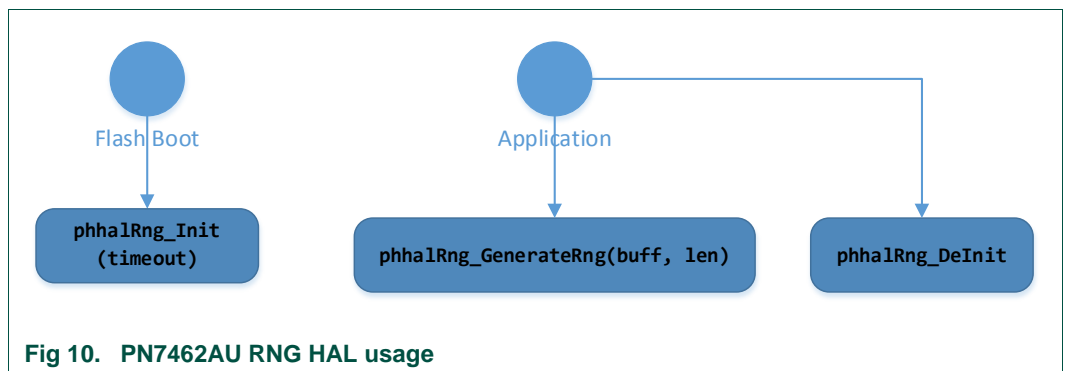 Flash Boot
Application
phhalRng_Init
(timeout)
phhalRng_GenerateRng(buff, len)
phhalRng_DeInit
Fig 10. PN7462AU RNG HAL usage